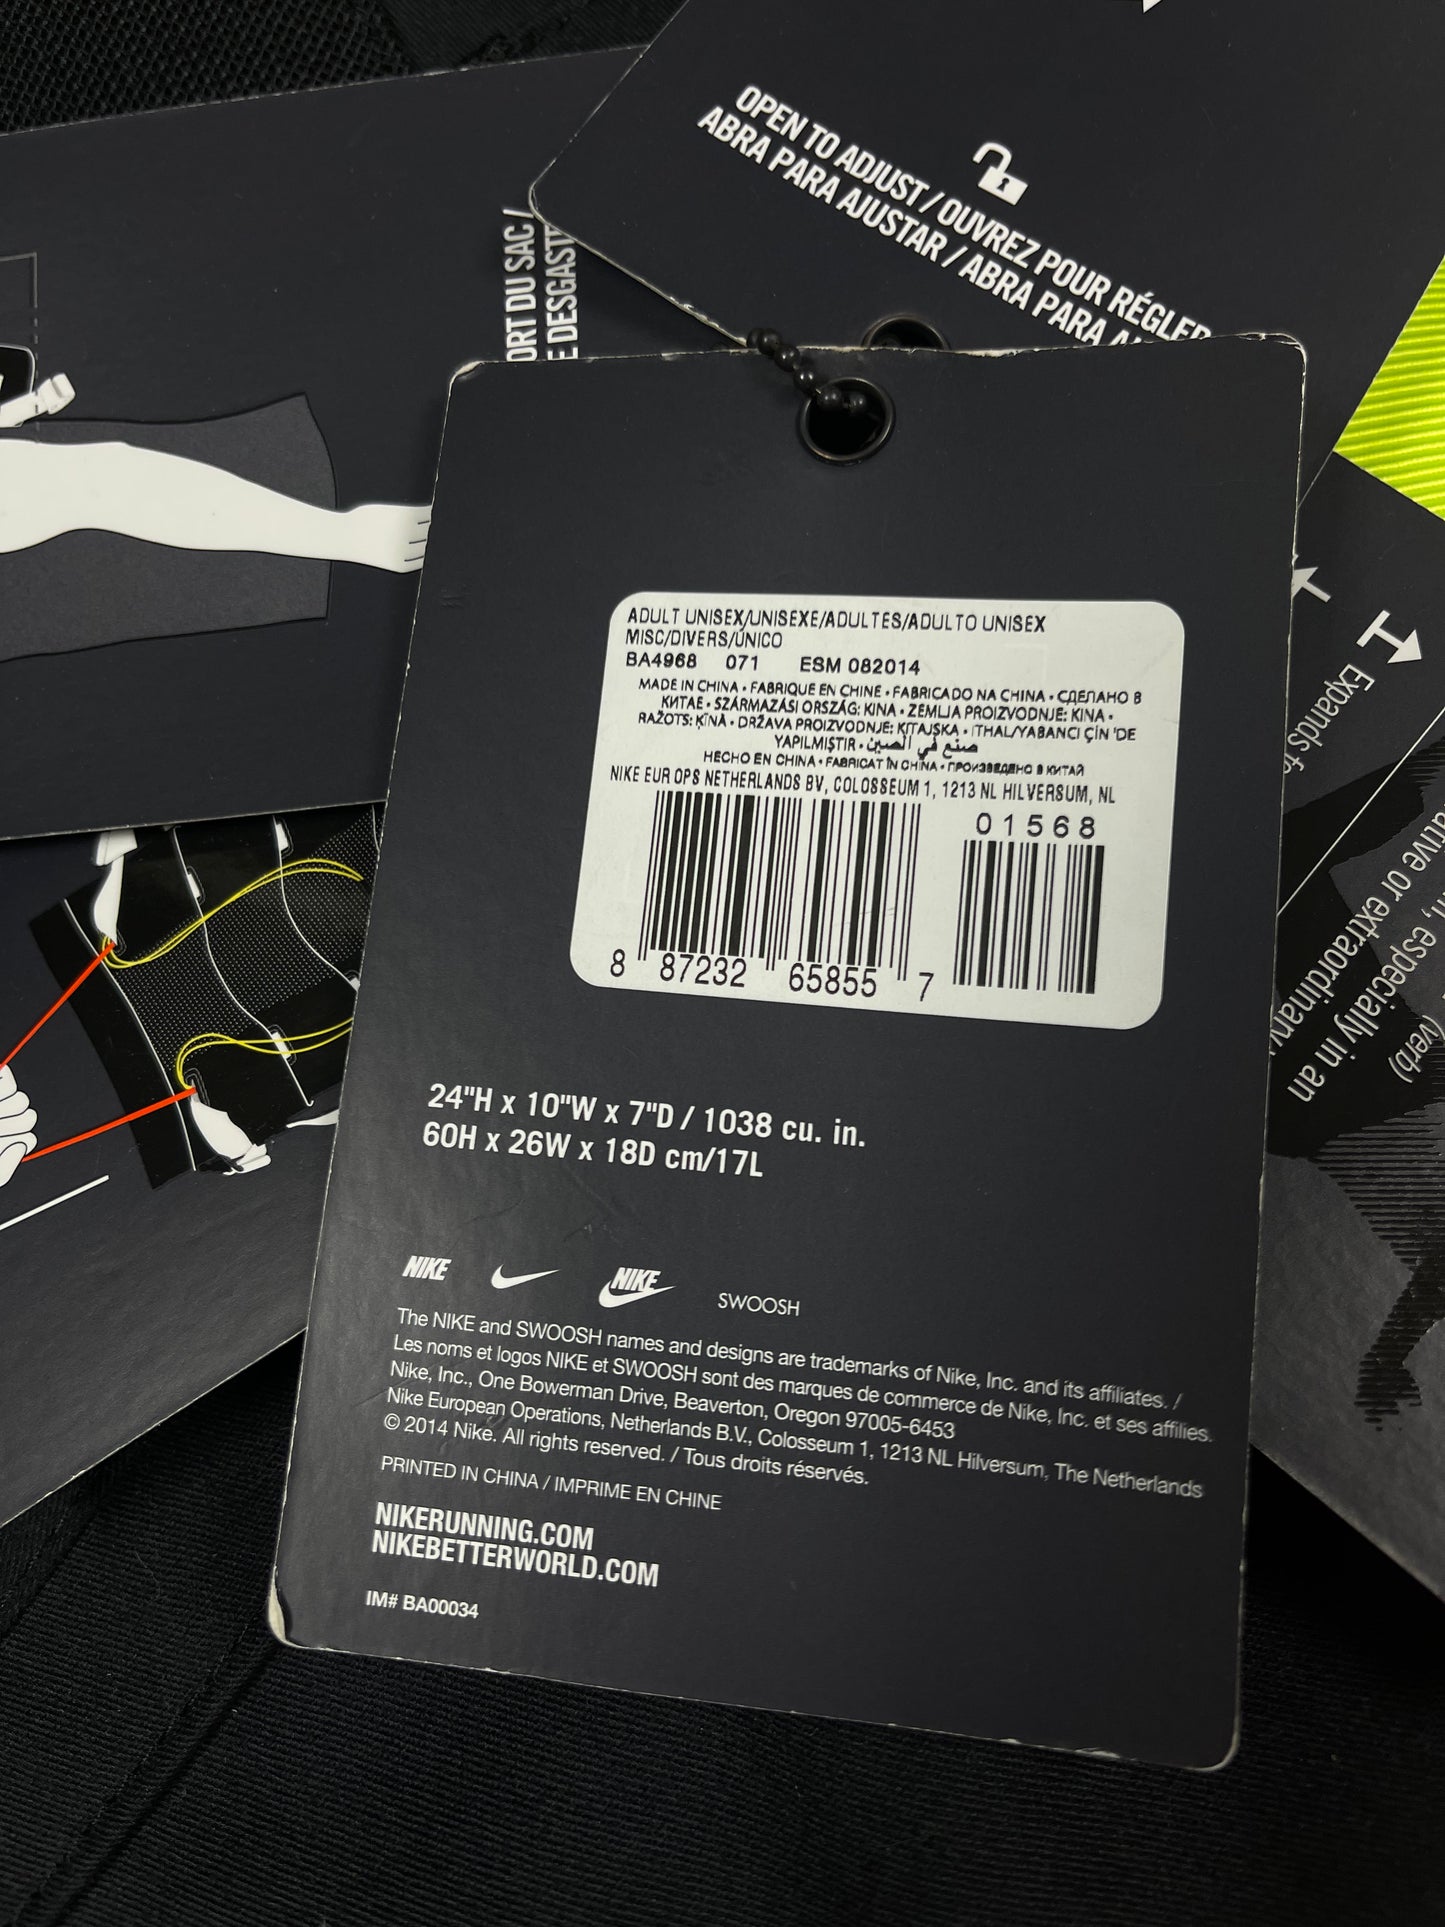 OPEN TO ADJUST / OUVREZ POUR RÉGLER
ABRA PARA AJUSTAR / ABRA PARA
ORT DU SAC /
E DESGAST
ADULT UNISEX/UNISEXE/ADULTES/ADULTO UNISEX
MISC/DIVERS/ÚNICO
BA4968 071 ESM 082014
MADE IN CHINA • FABRIQUE EN CHINE • FABRICADO NA CHINA • СДЕЛАНО В
КИТАЕ • SZÁRMAZÁSI ORSZÁG: KINA • ZEMLJA PROIZVODNJE: KINA •
RAŽOTS: ĶĪNĀ • DRŽAVA PROIZVODNJE: KITAJSKA • İTHAL/YABANCI ÇİN 'DE
YAPILMIŞTIR • صنع في الصين
HECHO EN CHINA • FABRICAT ÎN CHINA • ПРОИЗВЕДЕНО В КИТАЙ
NIKE EUR OPS NETHERLANDS BV, COLOSSEUM 1, 1213 NL HILVERSUM, NL
01568
8 87232 65855 7
24"H x 10"W x 7"D / 1038 cu. in.
60H x 26W x 18D cm/17L
NIKE NIKE SWOOSH
The NIKE and SWOOSH names and designs are trademarks of Nike, Inc. and its affiliates. /
Les noms et logos NIKE et SWOOSH sont des marques de commerce de Nike, Inc. et ses affiliés.
Nike, Inc., One Bowerman Drive, Beaverton, Oregon 97005-6453
Nike European Operations, Netherlands B.V., Colosseum 1, 1213 NL Hilversum, The Netherlands
© 2014 Nike. All rights reserved. / Tous droits réservés.
PRINTED IN CHINA / IMPRIME EN CHINE
NIKERUNNING.COM
NIKEBETTERWORLD.COM
IM# BA00034
Expands
(verb)
especially in an
or extraordinary